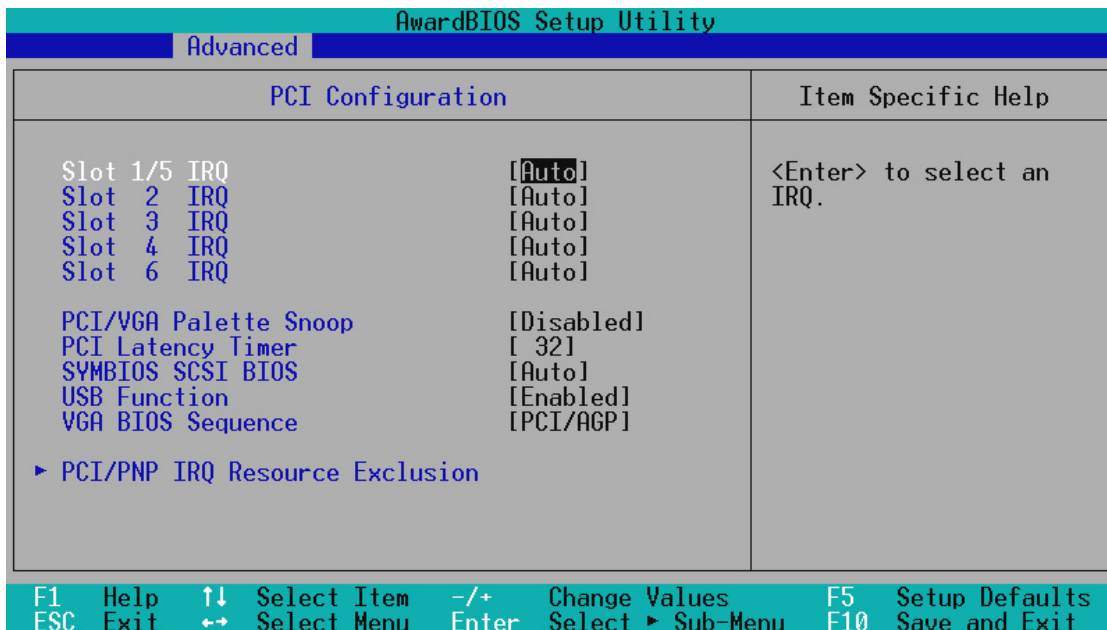 AwardBIOS Setup Utility
Advanced
PCI Configuration
Item Specific Help
Slot 1/5 IRQ [Auto]
Slot 2 IRQ [Auto]
Slot 3 IRQ [Auto]
Slot 4 IRQ [Auto]
Slot 6 IRQ [Auto]
PCI/VGA Palette Snoop [Disabled]
PCI Latency Timer [ 32]
SYMBIOS SCSI BIOS [Auto]
USB Function [Enabled]
VGA BIOS Sequence [PCI/AGP]
▸ PCI/PNP IRQ Resource Exclusion
<Enter> to select an
IRQ.
F1 Help ↑↓ Select Item -/+ Change Values F5 Setup Defaults
ESC Exit ←→ Select Menu Enter Select ▸ Sub-Menu F10 Save and Exit